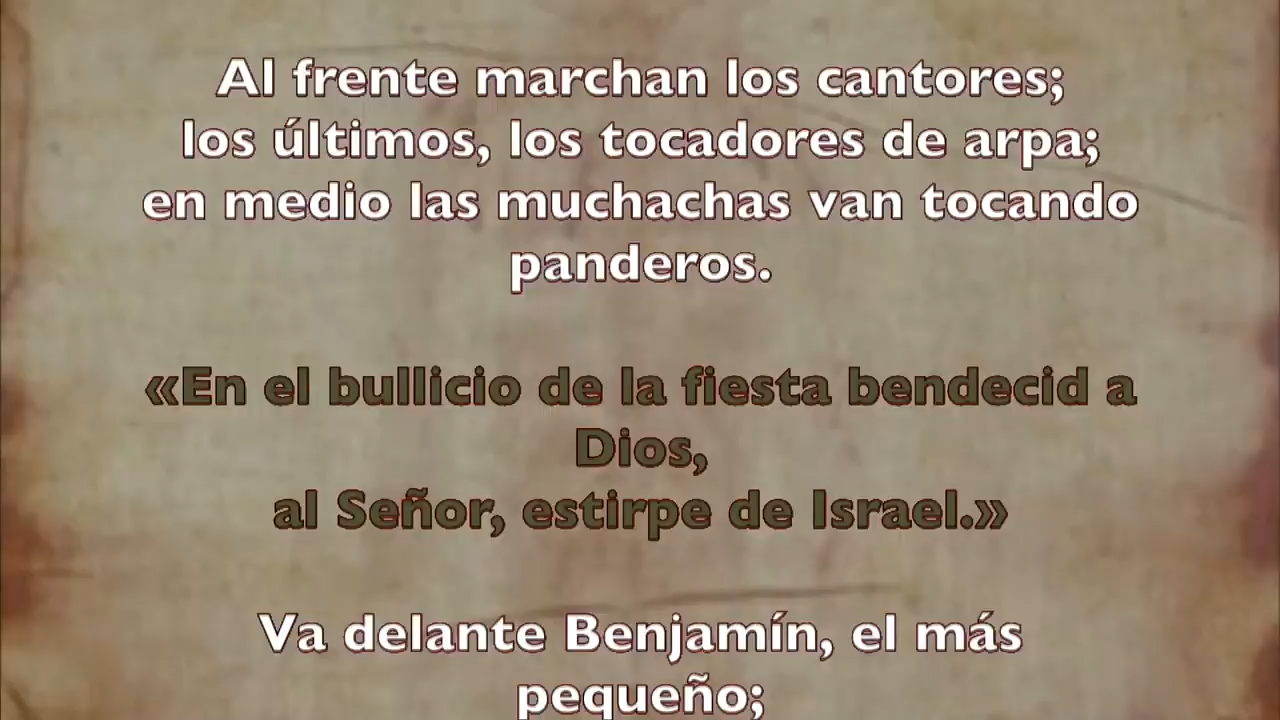 Al frente marchan los cantores;
los últimos, los tocadores de arpa;
en medio las muchachas van tocando
panderos.
«En el bullicio de la fiesta bendecid a
Dios,
al Señor, estirpe de Israel.»
Va delante Benjamín, el más
pequeño;